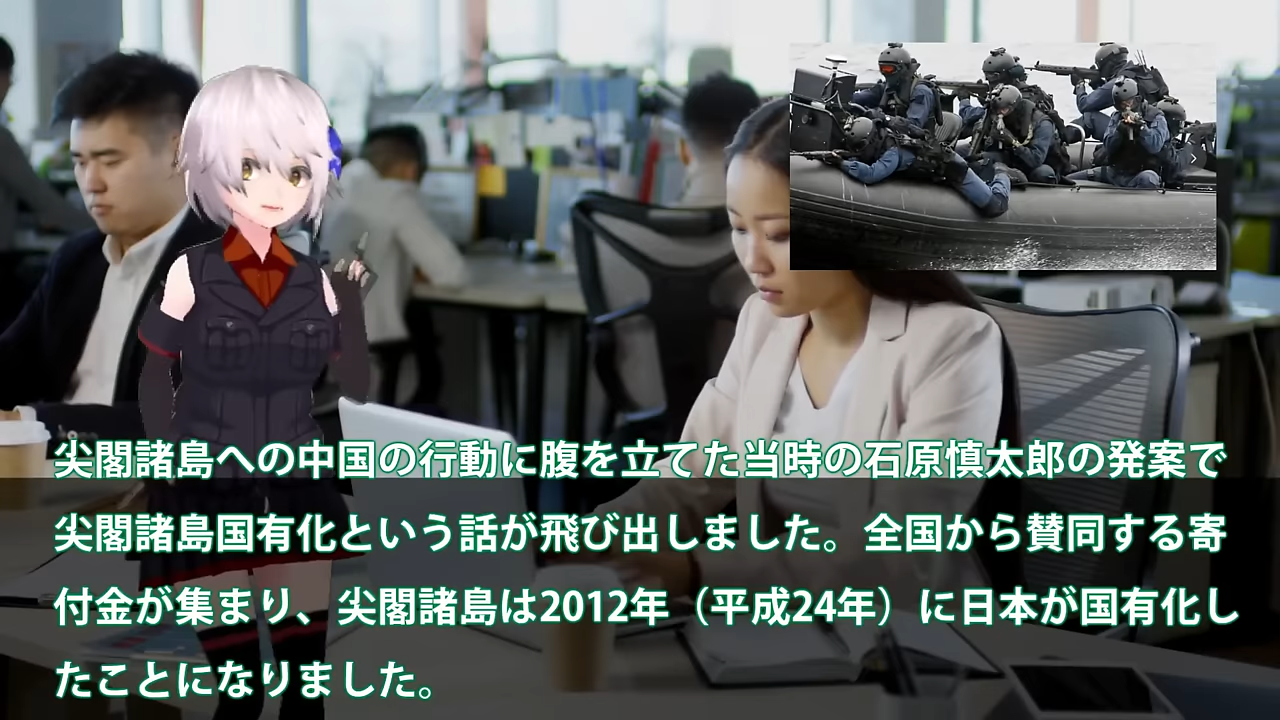 尖閣諸島への中国の行動に腹を立てた当時の石原慎太郎の発案で
尖閣諸島国有化という話が飛び出しました。全国から賛同する寄
付金が集まり、尖閣諸島は2012年（平成24年）に日本が国有化し
たことになりました。